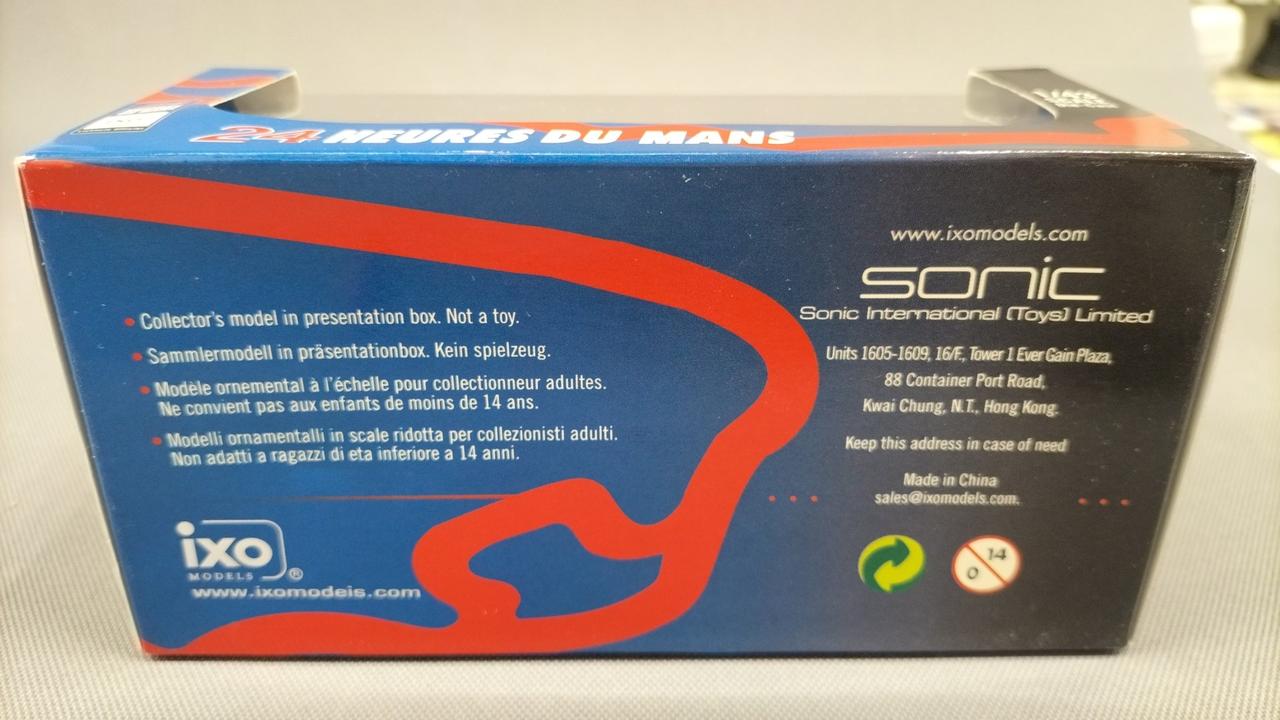 24 HEURES DU MANS
• Collector's model in presentation box. Not a toy.
• Sammlermodell in präsentationbox. Kein spielzeug.
• Modèle ornemental à l'échelle pour collectionneur adultes.
Ne convient pas aux enfants de moins de 14 ans.
• Modelli ornamentalli in scale ridotta per collezionisti adulti.
Non adatti a ragazzi di eta inferiore a 14 anni.
ixo
MODELS ®
www.ixomodels.com
www.ixomodels.com
sonic
Sonic International (Toys) Limited
Units 1605-1609, 16/F., Tower 1 Ever Gain Plaza,
88 Container Port Road,
Kwai Chung, N.T., Hong Kong.
Keep this address in case of need
Made in China
sales@ixomodels.com.
14
0